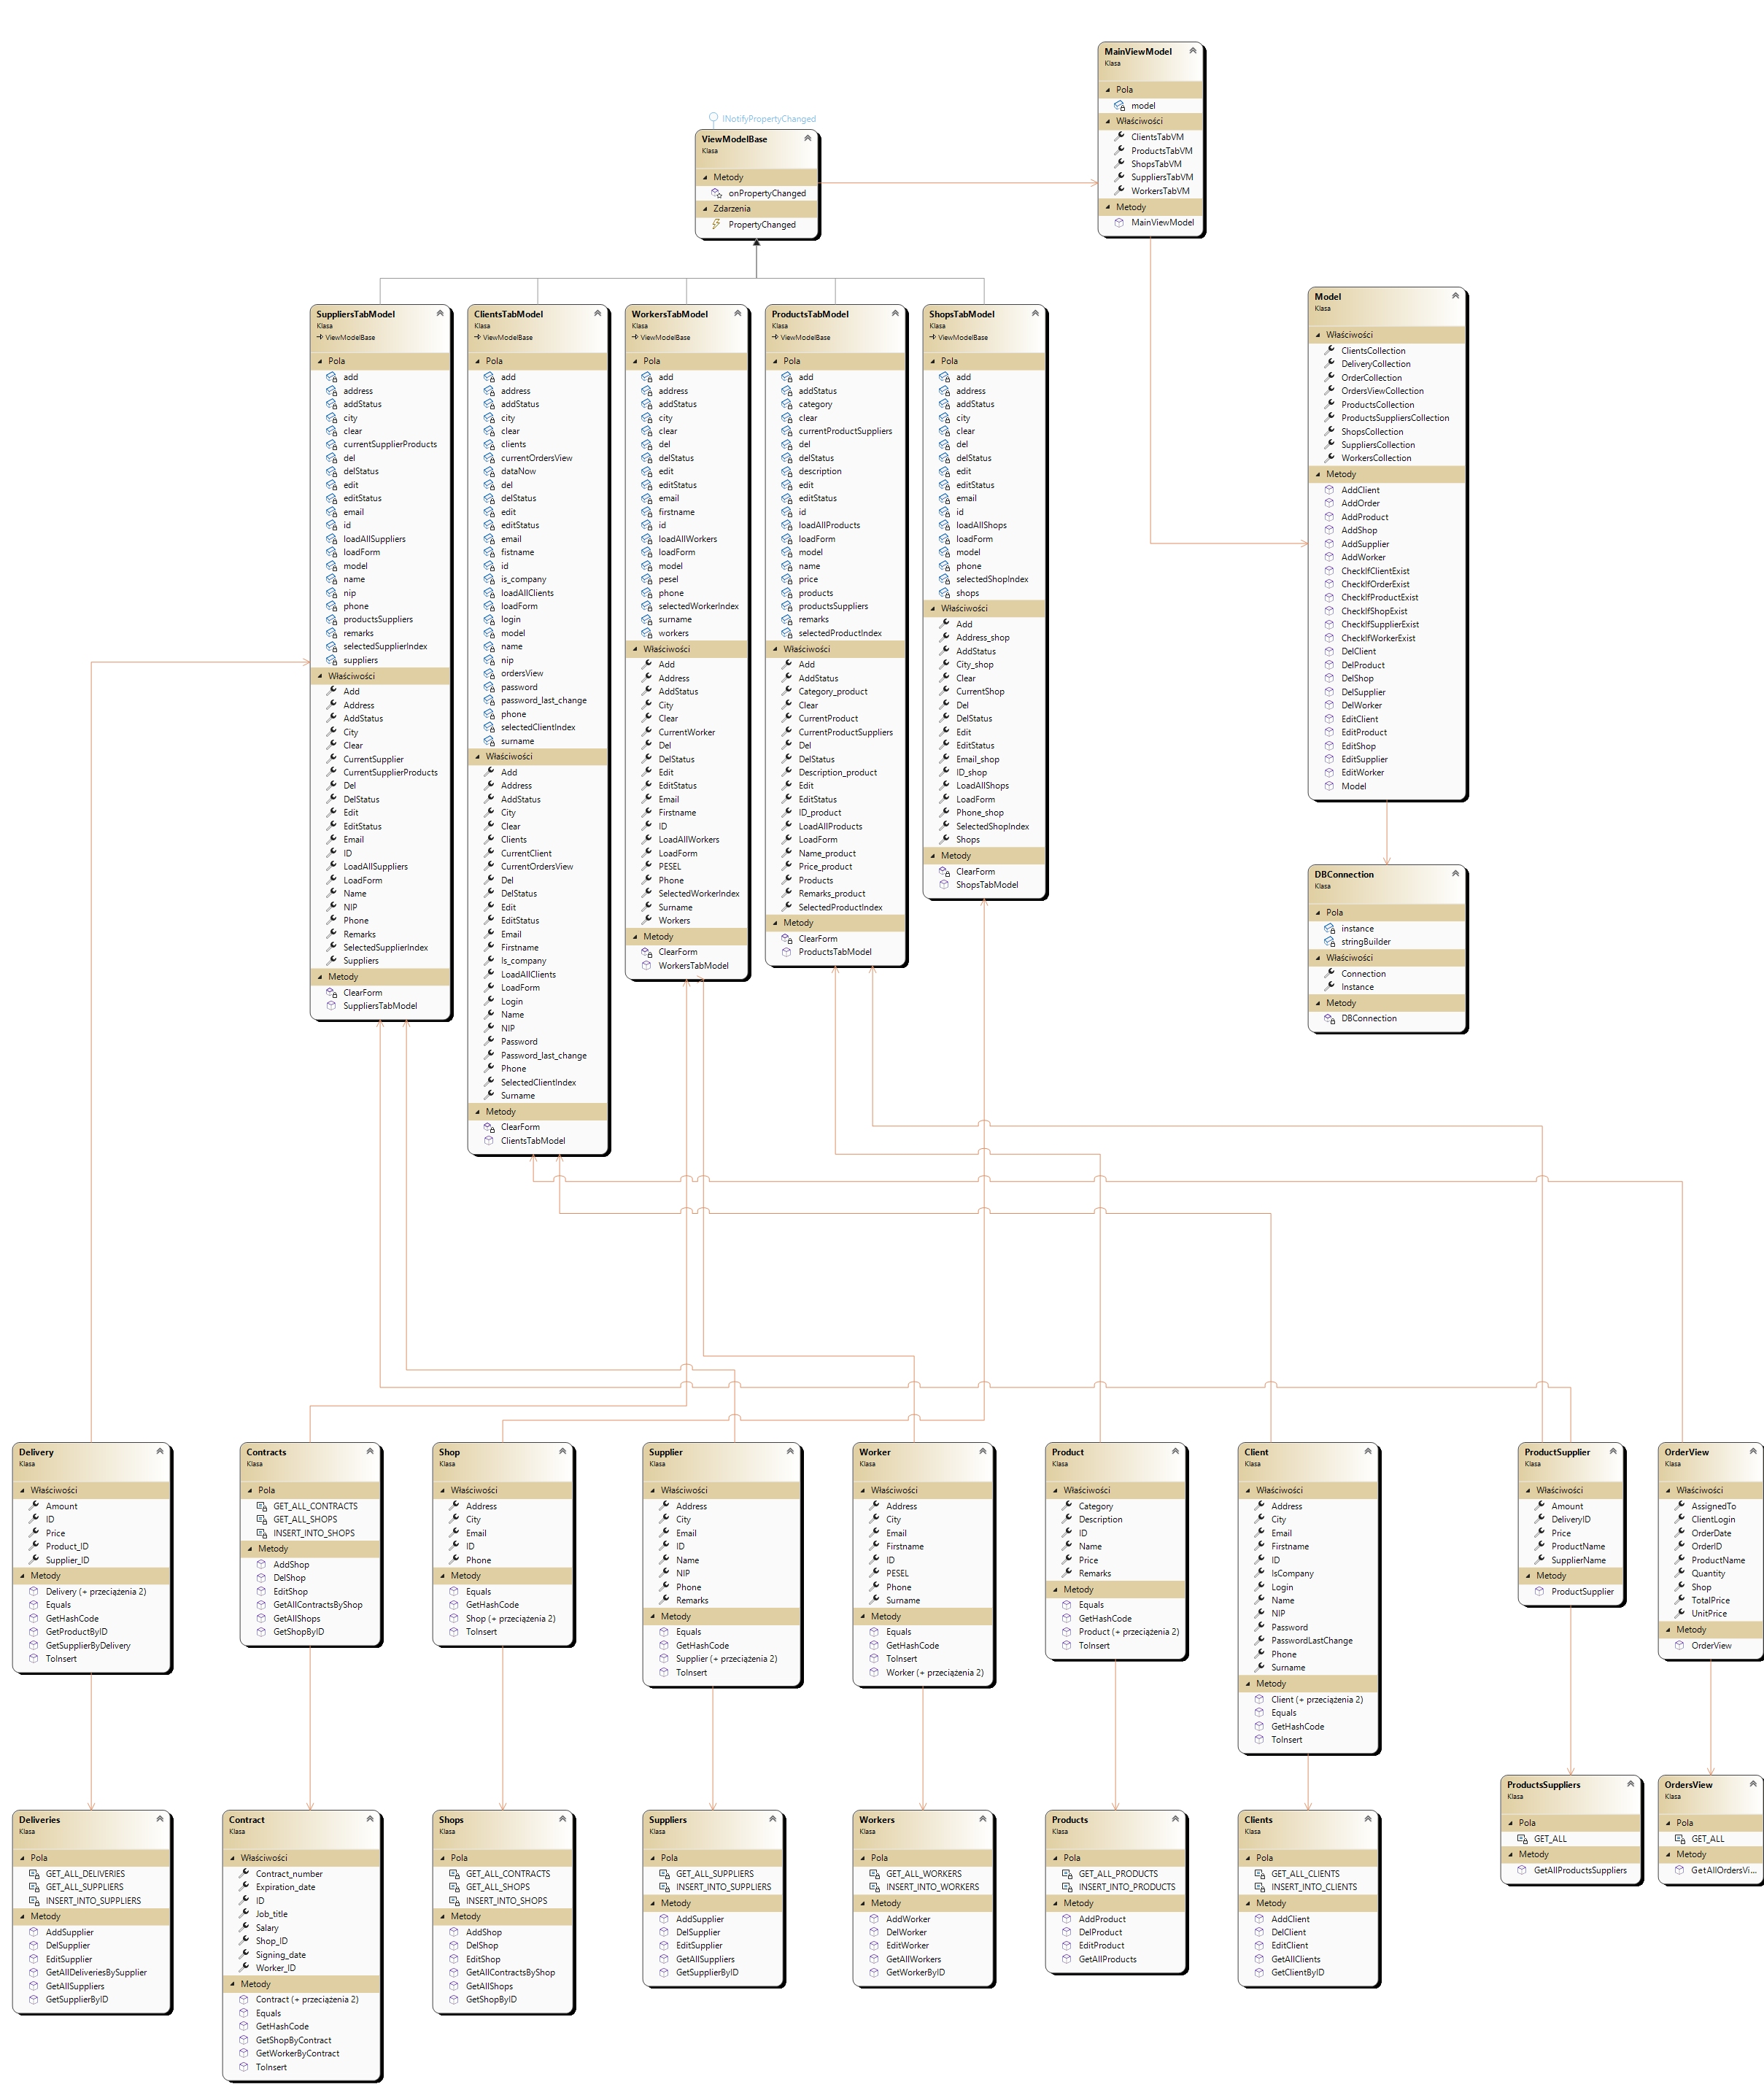 MainViewModel
Klasa
Pola
model
Właściwości
ClientsTabVM
ProductsTabVM
ShopsTabVM
SuppliersTabVM
WorkersTabVM
Metody
MainViewModel
INotifyPropertyChanged
ViewModelBase
Klasa
Metody
onPropertyChanged
Zdarzenia
PropertyChanged
SuppliersTabModel
Klasa
ViewModelBase
Pola
add
address
addStatus
city
clear
currentSupplierProducts
del
delStatus
edit
editStatus
email
id
loadAllSuppliers
loadForm
model
name
nip
phone
productsSuppliers
remarks
selectedSupplierIndex
suppliers
Właściwości
Add
Address
AddStatus
City
Clear
CurrentSupplier
CurrentSupplierProducts
Del
DelStatus
Edit
EditStatus
Email
ID
LoadAllSuppliers
LoadForm
Name
NIP
Phone
Remarks
SelectedSupplierIndex
Suppliers
Metody
ClearForm
SuppliersTabModel
ClientsTabModel
Klasa
ViewModelBase
Pola
add
address
addStatus
city
clear
clients
currentOrdersView
dataNow
del
delStatus
edit
editStatus
email
fistname
id
is_company
loadAllClients
loadForm
login
model
name
nip
ordersView
password
password_last_change
phone
selectedClientIndex
surname
Właściwości
Add
Address
AddStatus
City
Clear
Clients
CurrentClient
CurrentOrdersView
Del
DelStatus
Edit
EditStatus
Email
Firstname
Is_company
LoadAllClients
LoadForm
Login
Name
NIP
Password
Password_last_change
Phone
SelectedClientIndex
Surname
Metody
ClearForm
ClientsTabModel
WorkersTabModel
Klasa
ViewModelBase
Pola
add
address
addStatus
city
clear
del
delStatus
edit
editStatus
email
firstname
id
loadAllWorkers
loadForm
model
pesel
phone
selectedWorkerIndex
surname
workers
Właściwości
Add
Address
AddStatus
City
Clear
CurrentWorker
Del
DelStatus
Edit
EditStatus
Email
Firstname
ID
LoadAllWorkers
LoadForm
PESEL
Phone
SelectedWorkerIndex
Surname
Workers
Metody
ClearForm
WorkersTabModel
ProductsTabModel
Klasa
ViewModelBase
Pola
add
addStatus
category
clear
currentProductSuppliers
del
delStatus
description
edit
editStatus
id
loadAllProducts
loadForm
model
name
price
products
productsSuppliers
remarks
selectedProductIndex
Właściwości
Add
AddStatus
Category_product
Clear
CurrentProduct
CurrentProductSuppliers
Del
DelStatus
Description_product
Edit
EditStatus
ID_product
LoadAllProducts
LoadForm
Name_product
Price_product
Products
Remarks_product
SelectedProductIndex
Metody
ClearForm
ProductsTabModel
ShopsTabModel
Klasa
ViewModelBase
Pola
add
address
addStatus
city
clear
del
delStatus
edit
editStatus
email
id
loadAllShops
loadForm
model
phone
selectedShopIndex
shops
Właściwości
Add
Address_shop
AddStatus
City_shop
Clear
CurrentShop
Del
DelStatus
Edit
EditStatus
Email_shop
ID_shop
LoadAllShops
LoadForm
Phone_shop
SelectedShopIndex
Shops
Metody
ClearForm
ShopsTabModel
Model
Klasa
Właściwości
ClientsCollection
DeliveryCollection
OrderCollection
OrdersViewCollection
ProductsCollection
ProductsSuppliersCollection
ShopsCollection
SuppliersCollection
WorkersCollection
Metody
AddClient
AddOrder
AddProduct
AddShop
AddSupplier
AddWorker
CheckIfClientExist
CheckIfOrderExist
CheckIfProductExist
CheckIfShopExist
CheckIfSupplierExist
CheckIfWorkerExist
DelClient
DelProduct
DelShop
DelSupplier
DelWorker
EditClient
EditProduct
EditShop
EditSupplier
EditWorker
Model
DBConnection
Klasa
Pola
instance
stringBuilder
Właściwości
Connection
Instance
Metody
DBConnection
Delivery
Klasa
Właściwości
Amount
ID
Price
Product_ID
Supplier_ID
Metody
Delivery (+ przeciążenia 2)
Equals
GetHashCode
GetProductByID
GetSupplierByDelivery
ToInsert
Contracts
Klasa
Pola
GET_ALL_CONTRACTS
GET_ALL_SHOPS
INSERT_INTO_SHOPS
Metody
AddShop
DelShop
EditShop
GetAllContractsByShop
GetAllShops
GetShopByID
Shop
Klasa
Właściwości
Address
City
Email
ID
Phone
Metody
Equals
GetHashCode
Shop (+ przeciążenia 2)
ToInsert
Supplier
Klasa
Właściwości
Address
City
Email
ID
Name
NIP
Phone
Remarks
Metody
Equals
GetHashCode
Supplier (+ przeciążenia 2)
ToInsert
Worker
Klasa
Właściwości
Address
City
Email
Firstname
ID
PESEL
Phone
Surname
Metody
Equals
GetHashCode
ToInsert
Worker (+ przeciążenia 2)
Product
Klasa
Właściwości
Category
Description
ID
Name
Price
Remarks
Metody
Equals
GetHashCode
Product (+ przeciążenia 2)
ToInsert
Client
Klasa
Właściwości
Address
City
Email
Firstname
ID
IsCompany
Login
Name
NIP
Password
PasswordLastChange
Phone
Surname
Metody
Client (+ przeciążenia 2)
Equals
GetHashCode
ToInsert
ProductSupplier
Klasa
Właściwości
Amount
DeliveryID
Price
ProductName
SupplierName
Metody
ProductSupplier
OrderView
Klasa
Właściwości
AssignedTo
ClientLogin
OrderDate
OrderID
ProductName
Quantity
Shop
TotalPrice
UnitPrice
Metody
OrderView
Deliveries
Klasa
Pola
GET_ALL_DELIVERIES
GET_ALL_SUPPLIERS
INSERT_INTO_SUPPLIERS
Metody
AddSupplier
DelSupplier
EditSupplier
GetAllDeliveriesBySupplier
GetAllSuppliers
GetSupplierByID
Contract
Klasa
Właściwości
Contract_number
Expiration_date
ID
Job_title
Salary
Shop_ID
Signing_date
Worker_ID
Metody
Contract (+ przeciążenia 2)
Equals
GetHashCode
GetShopByContract
GetWorkerByContract
ToInsert
Shops
Klasa
Pola
GET_ALL_CONTRACTS
GET_ALL_SHOPS
INSERT_INTO_SHOPS
Metody
AddShop
DelShop
EditShop
GetAllContractsByShop
GetAllShops
GetShopByID
Suppliers
Klasa
Pola
GET_ALL_SUPPLIERS
INSERT_INTO_SUPPLIERS
Metody
AddSupplier
DelSupplier
EditSupplier
GetAllSuppliers
GetSupplierByID
Workers
Klasa
Pola
GET_ALL_WORKERS
INSERT_INTO_WORKERS
Metody
AddWorker
DelWorker
EditWorker
GetAllWorkers
GetWorkerByID
Products
Klasa
Pola
GET_ALL_PRODUCTS
INSERT_INTO_PRODUCTS
Metody
AddProduct
DelProduct
EditProduct
GetAllProducts
Clients
Klasa
Pola
GET_ALL_CLIENTS
INSERT_INTO_CLIENTS
Metody
AddClient
DelClient
EditClient
GetAllClients
GetClientByID
ProductsSuppliers
Klasa
Pola
GET_ALL
Metody
GetAllProductsSuppliers
OrdersView
Klasa
Pola
GET_ALL
Metody
GetAllOrdersVi...